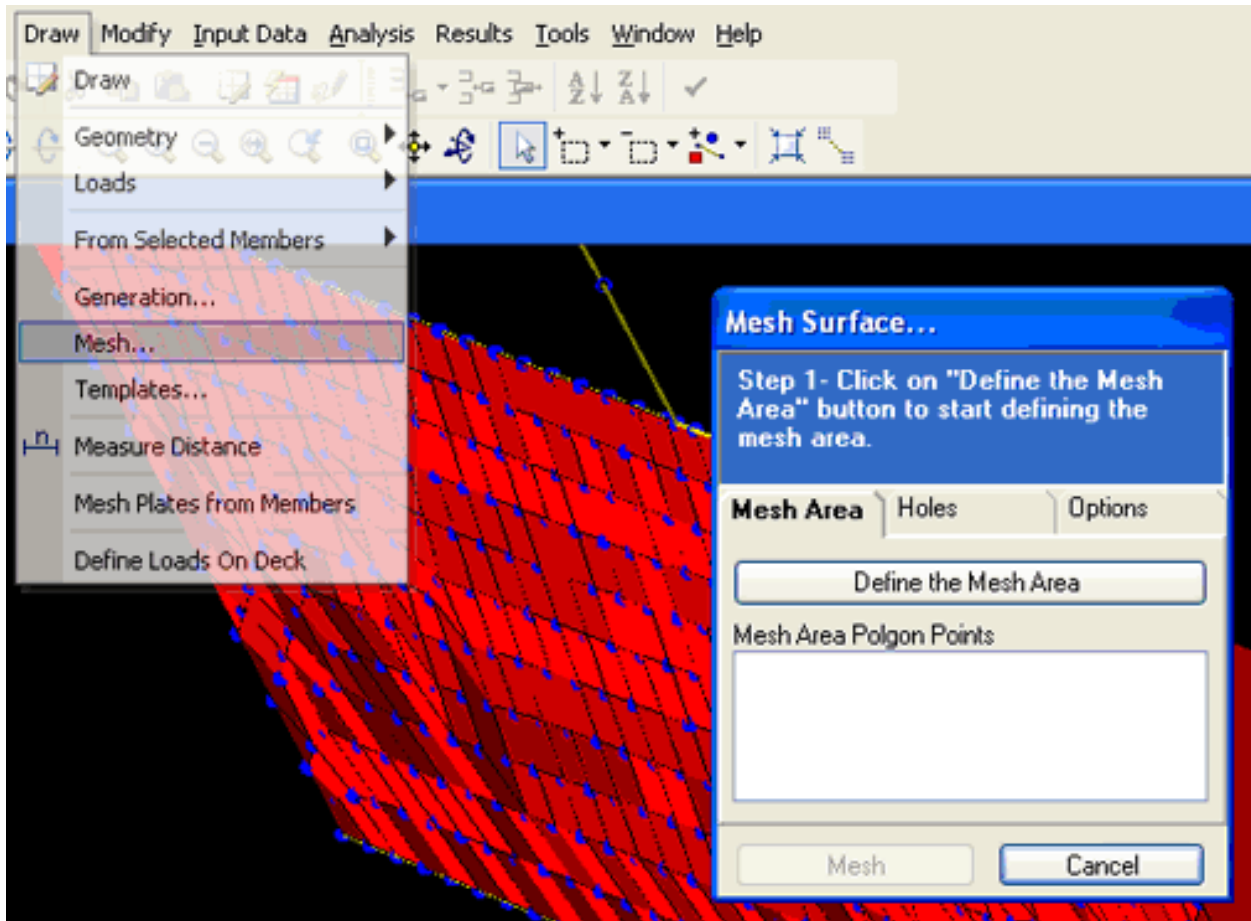 Draw Modify Input Data Analysis Results Tools Window Help
Draw
Geometry
Loads
From Selected Members
Generation...
Mesh...
Templates...
Measure Distance
Mesh Plates from Members
Define Loads On Deck
Mesh Surface...
Step 1- Click on "Define the Mesh
Area" button to start defining the
mesh area.
Mesh Area Holes Options
Define the Mesh Area
Mesh Area Polgon Points
Mesh Cancel